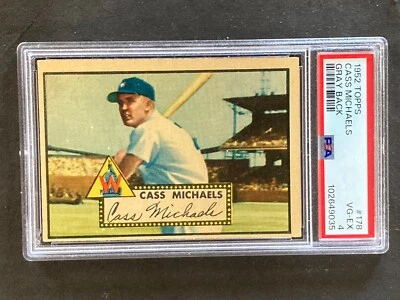 1952 TOPPS
CASS MICHAELS
GRAY BACK
PSA
#178
VG-EX
4
102649035
W
CASS MICHAELS
Cass Michaels